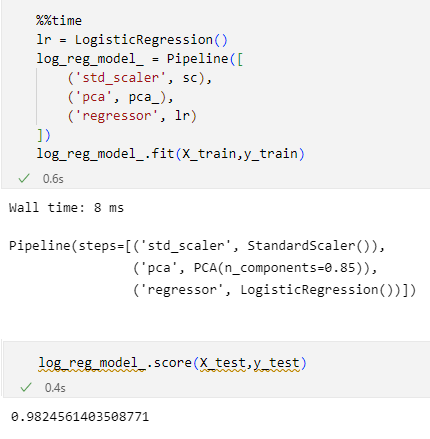 %%time
lr = LogisticRegression()
log_reg_model_ = Pipeline([
    ('std_scaler', sc),
    ('pca', pca_),
    ('regressor', lr)
])
log_reg_model_.fit(X_train,y_train)
✓ 0.6s
Wall time: 8 ms
Pipeline(steps=[('std_scaler', StandardScaler()),
                ('pca', PCA(n_components=0.85)),
                ('regressor', LogisticRegression())])
log_reg_model_.score(X_test,y_test)
✓ 0.4s
0.9824561403508771